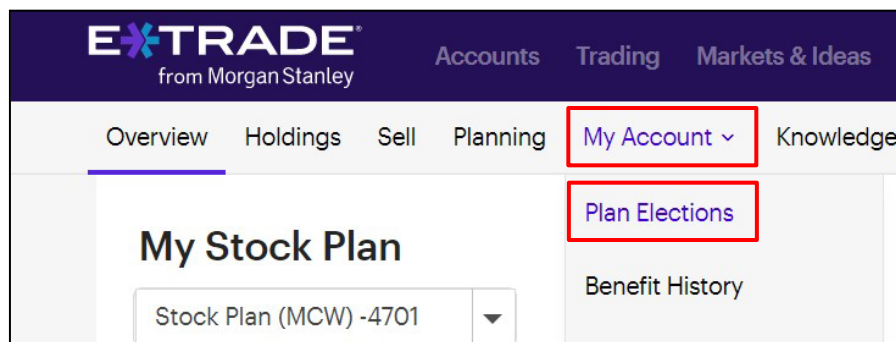 E*TRADE®
from Morgan Stanley
Accounts Trading Markets & Ideas
Overview Holdings Sell Planning My Account Knowledge
Plan Elections
My Stock Plan
Benefit History
Stock Plan (MCW) -4701